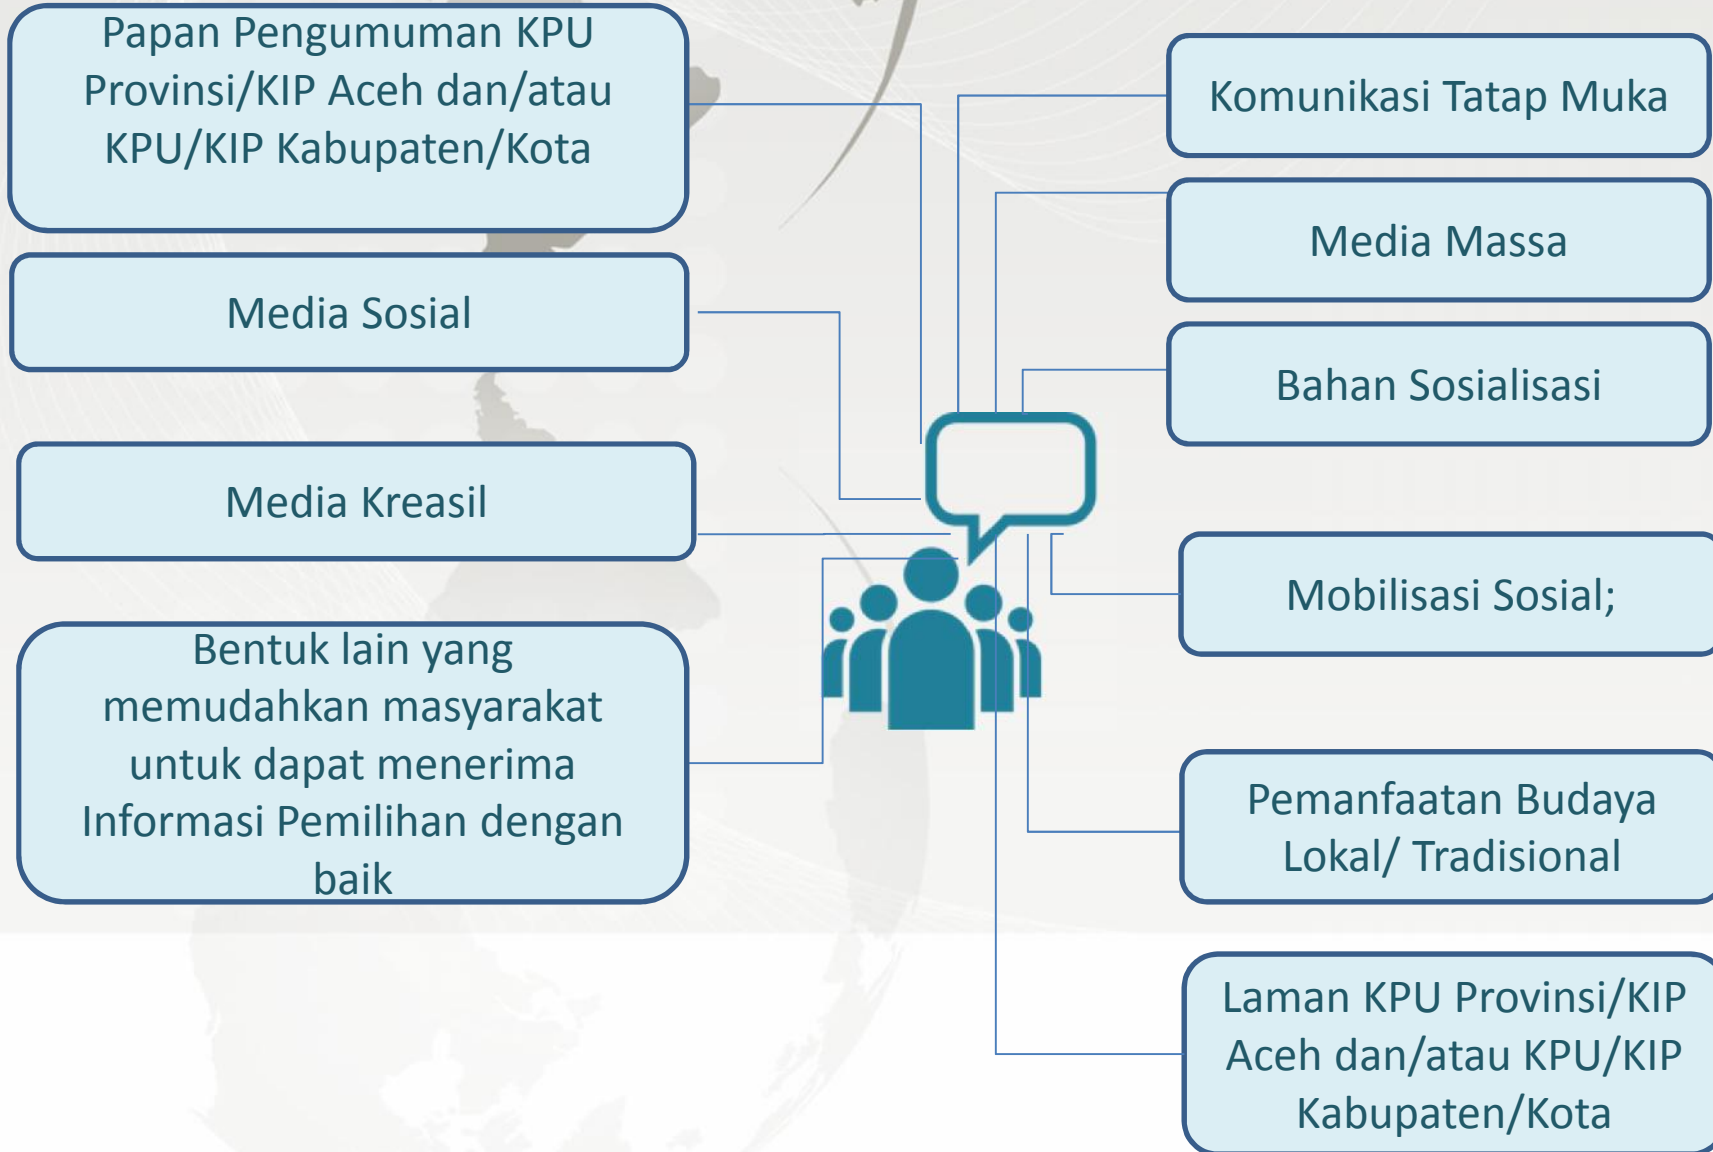 Papan Pengumuman KPU
Provinsi/KIP Aceh dan/atau
KPU/KIP Kabupaten/Kota
Media Sosial
Media Kreasil
Bentuk lain yang
memudahkan masyarakat
untuk dapat menerima
Informasi Pemilihan dengan
baik
Komunikasi Tatap Muka
Media Massa
Bahan Sosialisasi
Mobilisasi Sosial;
Pemanfaatan Budaya
Lokal/ Tradisional
Laman KPU Provinsi/KIP
Aceh dan/atau KPU/KIP
Kabupaten/Kota